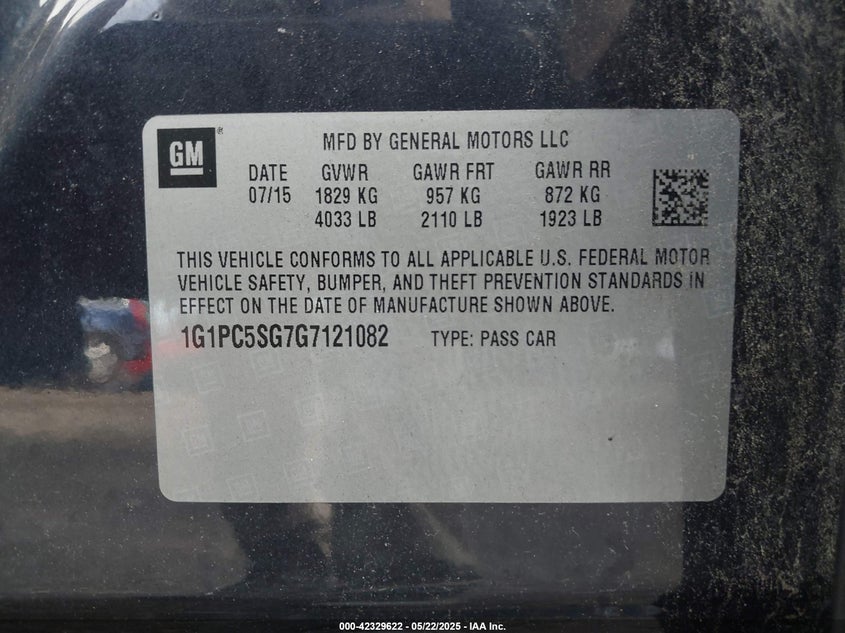 GM
MFD BY GENERAL MOTORS LLC
DATE GVWR GAWR FRT GAWR RR
07/15 1829 KG 957 KG 872 KG
4033 LB 2110 LB 1923 LB
THIS VEHICLE CONFORMS TO ALL APPLICABLE U.S. FEDERAL MOTOR
VEHICLE SAFETY, BUMPER, AND THEFT PREVENTION STANDARDS IN
EFFECT ON THE DATE OF MANUFACTURE SHOWN ABOVE.
1G1PC5SG7G7121082 TYPE: PASS CAR
000-42329622 - 05/22/2025 - IAA Inc.